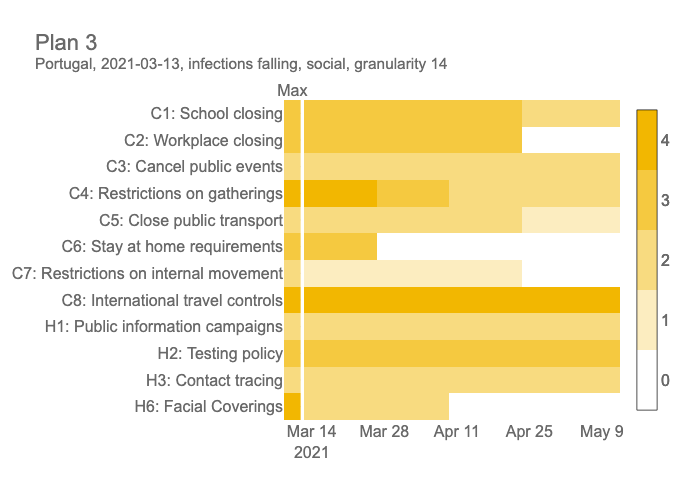 Plan 3
Portugal, 2021-03-13, infections falling, social, granularity 14
Max
C1: School closing
C2: Workplace closing
C3: Cancel public events
C4: Restrictions on gatherings
C5: Close public transport
C6: Stay at home requirements
C7: Restrictions on internal movement
C8: International travel controls
H1: Public information campaigns
H2: Testing policy
H3: Contact tracing
H6: Facial Coverings
Mar 14 Mar 28 Apr 11 Apr 25 May 9
2021
4
3
2
1
0